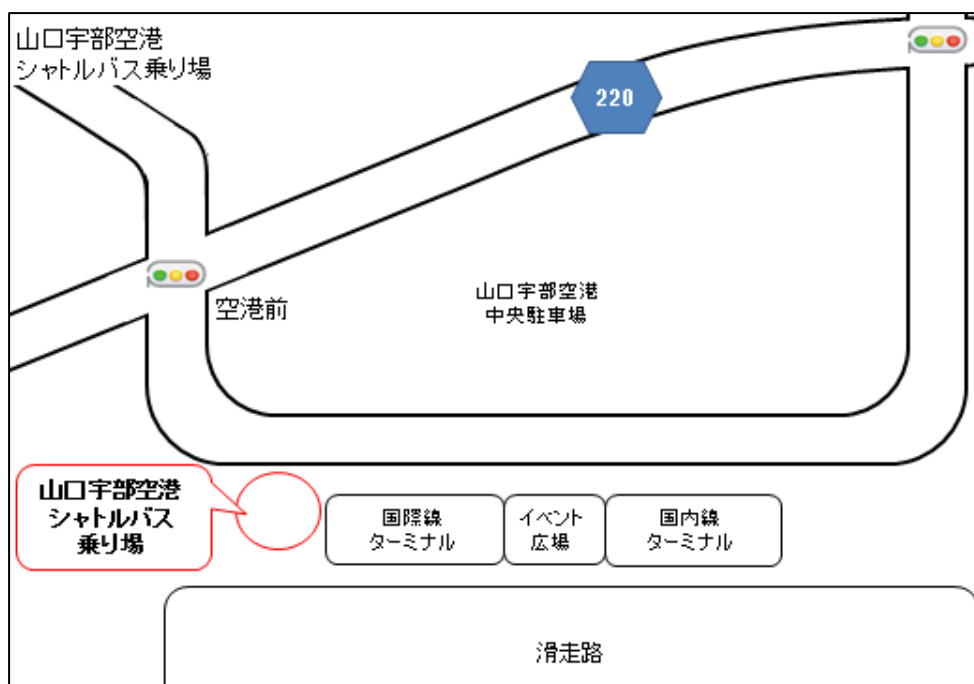 山口宇部空港
シャトルバス乗り場
220
空港前
山口宇部空港
中央駐車場
山口宇部空港
シャトルバス
乗り場
国際線
ターミナル
イベント
広場
国内線
ターミナル
滑走路